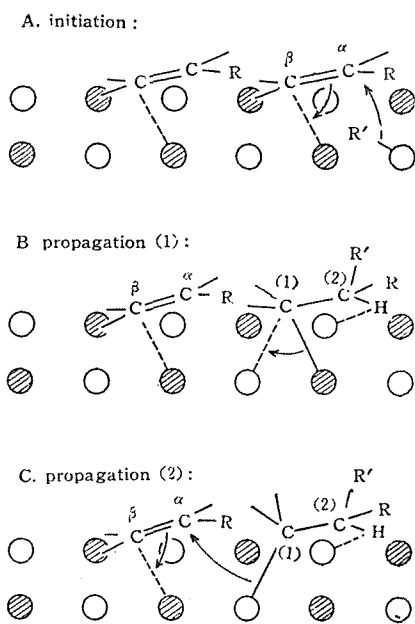 A. initiation :
C C R β C α C R
R′
B propagation (1) :
R′
β C α C R (1) C (2) C R
H
C. propagation (2) :
R′
β C α C R C (2) C R
(1) H